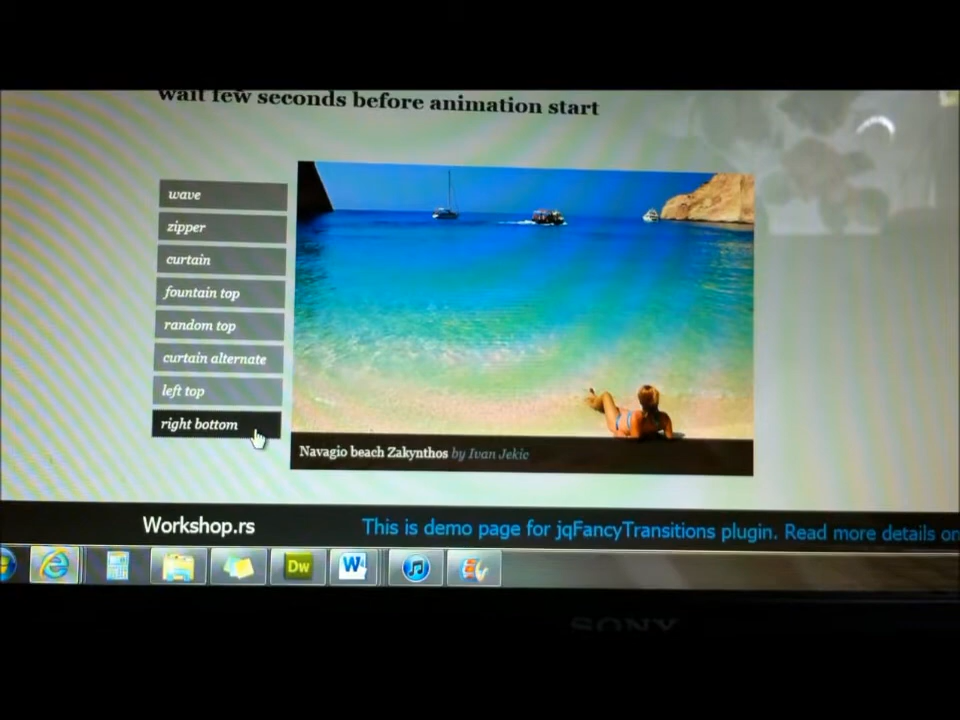 wait few seconds before animation start
wave
zipper
curtain
fountain top
random top
curtain alternate
left top
right bottom
Navagio beach Zakynthos by Ivan Jekic
Workshop.rs
This is demo page for jqFancyTransitions plugin. Read more details on
Dw
W
SONY